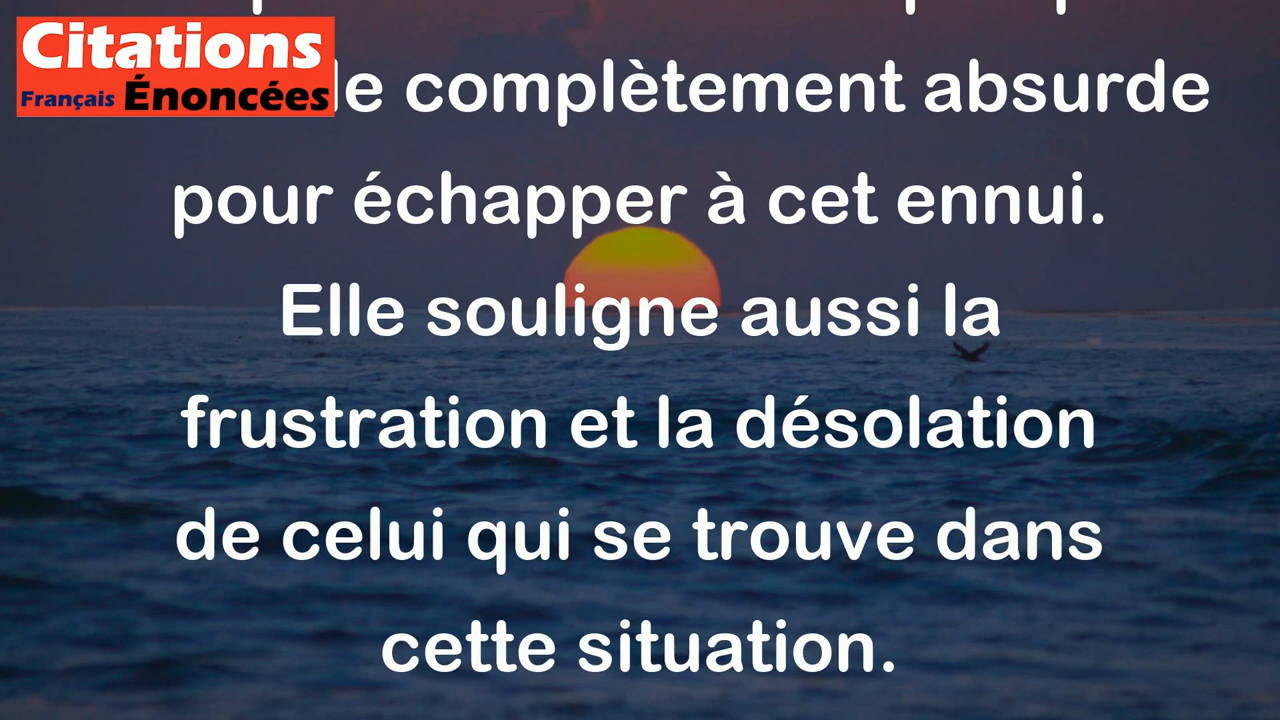 Citations
Français Énoncées
de complètement absurde
pour échapper à cet ennui.
Elle souligne aussi la
frustration et la désolation
de celui qui se trouve dans
cette situation.